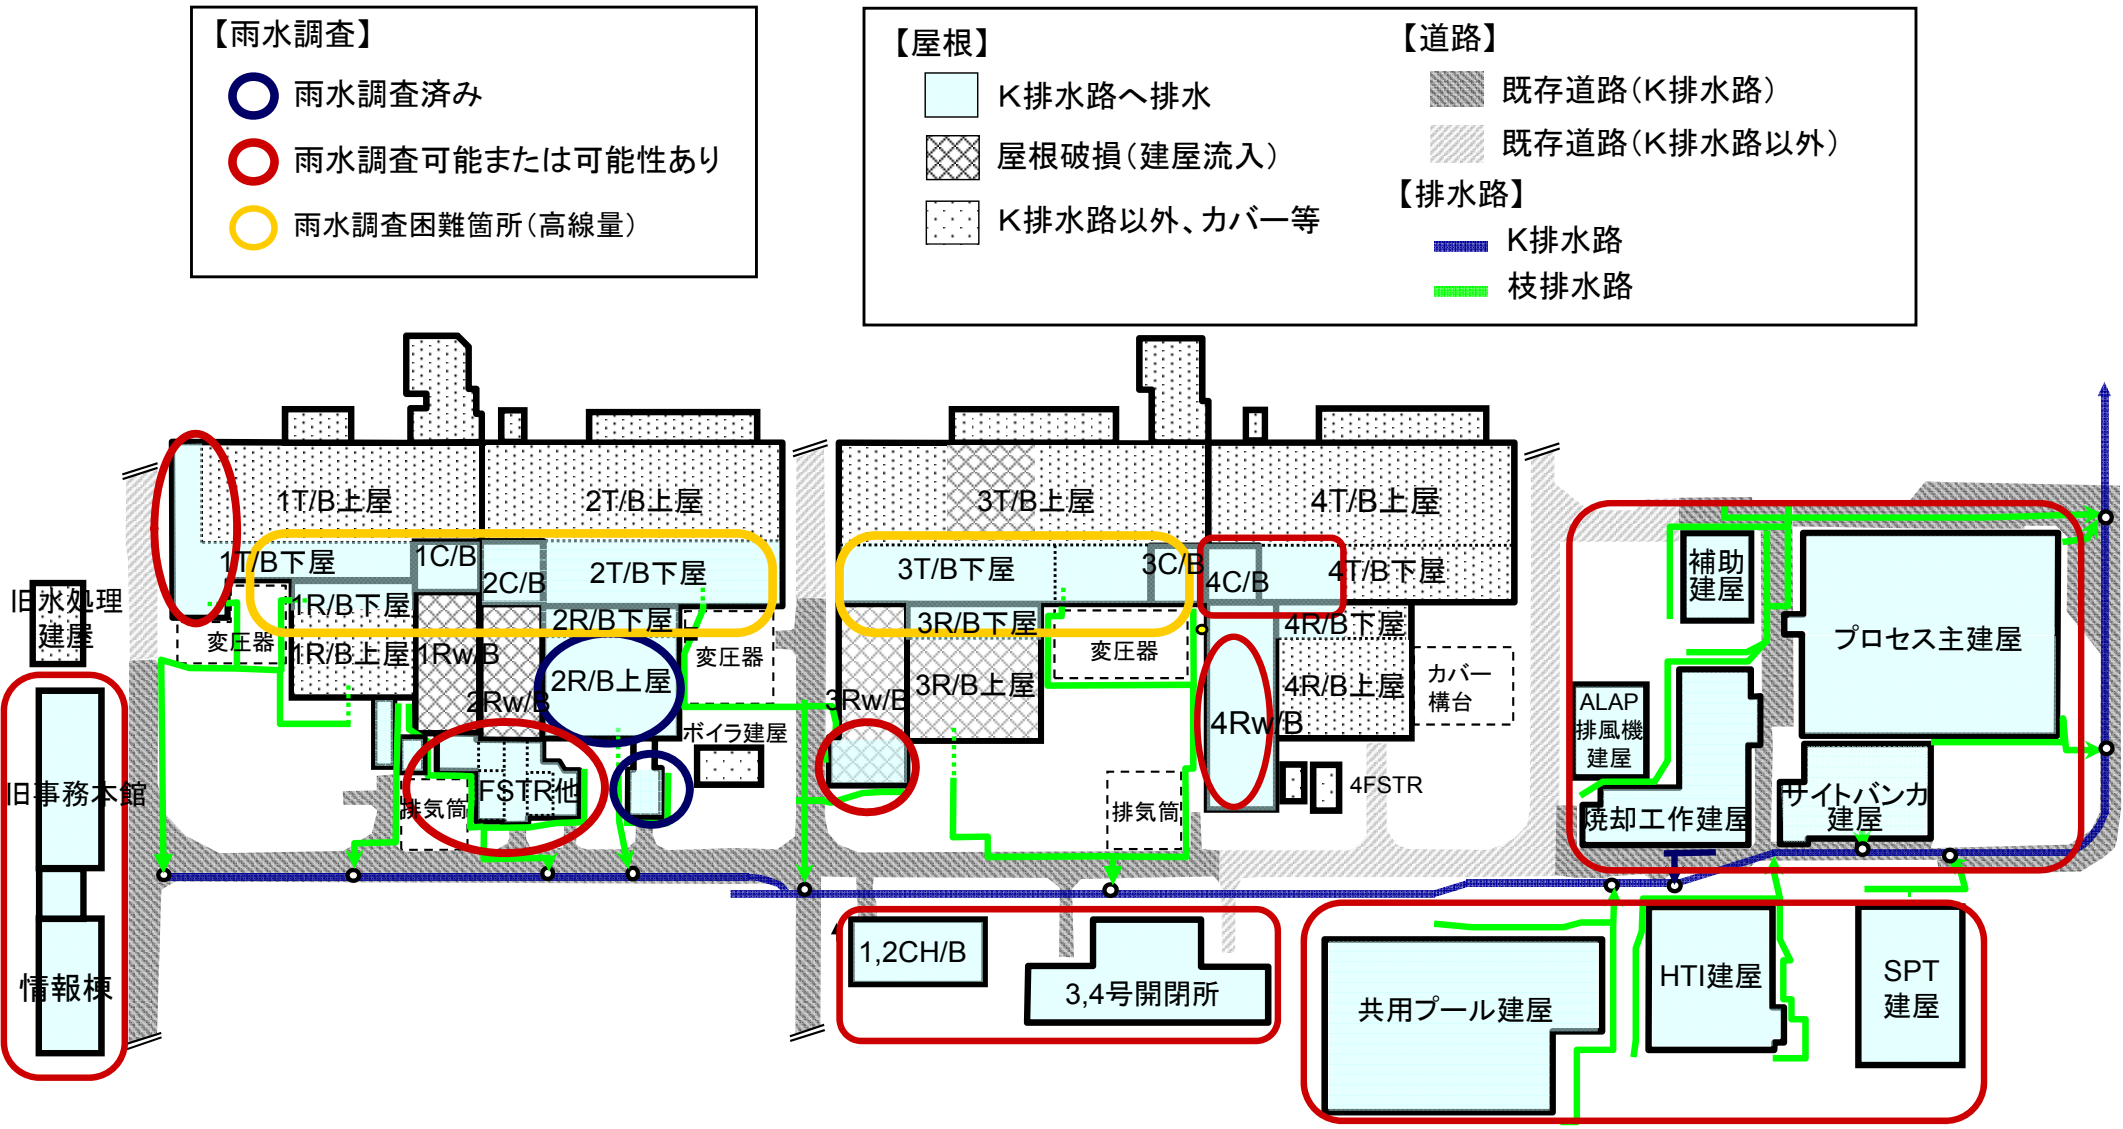 【雨水調査】
雨水調査済み
雨水調査可能または可能性あり
雨水調査困難箇所(高線量)
【屋根】
K排水路へ排水
屋根破損(建屋流入)
K排水路以外、カバー等
【道路】
既存道路(K排水路)
既存道路(K排水路以外)
【排水路】
K排水路
枝排水路
1T/B上屋
2T/B上屋
3T/B上屋
4T/B上屋
1T/B下屋
1C/B
2C/B
2T/B下屋
3T/B下屋
3C/B
4C/B
4T/B下屋
旧水処理
建屋
変圧器
1R/B下屋
1R/B上屋
1Rw/B
2Rw/B
2R/B下屋
2R/B上屋
変圧器
ボイラ建屋
3Rw/B
3R/B下屋
3R/B上屋
変圧器
4Rw/B
4R/B下屋
4R/B上屋
カバー
構台
補助
建屋
プロセス主建屋
ALAP
排風機
建屋
焼却工作建屋
サイトバンカ
建屋
旧事務本館
排気筒
FSTR他
排気筒
4FSTR
情報棟
1,2CH/B
3,4号開閉所
共用プール建屋
HTI建屋
SPT
建屋